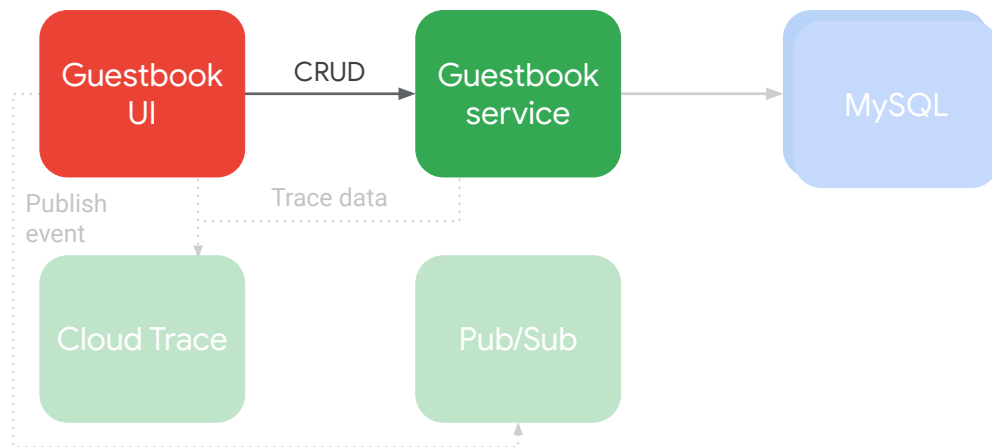 Guestbook
UI
CRUD
Guestbook
service
MySQL
Publish
event
Trace data
Cloud Trace
Pub/Sub